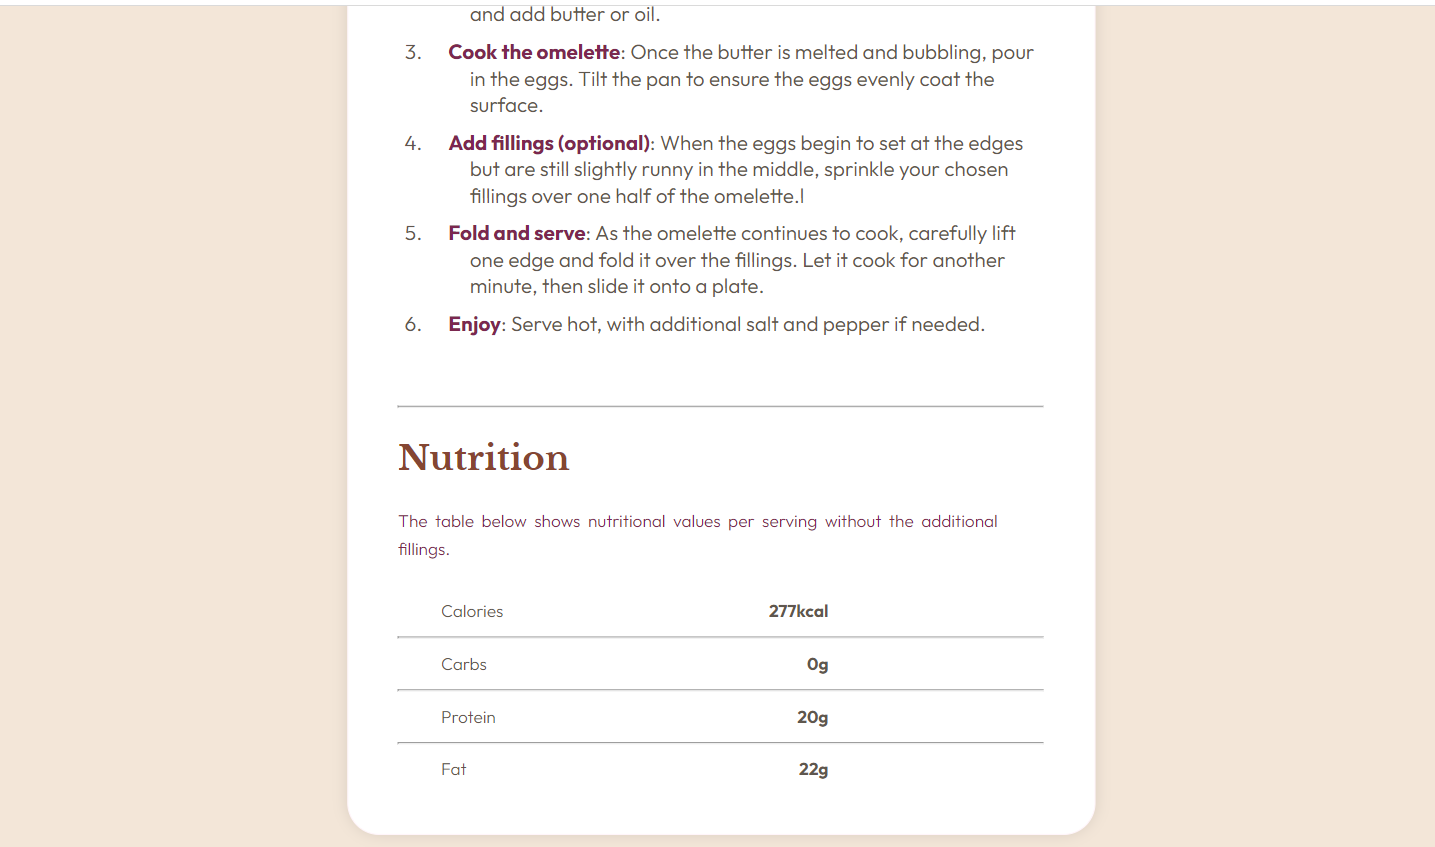 and add butter or oil.
3. Cook the omelette: Once the butter is melted and bubbling, pour
in the eggs. Tilt the pan to ensure the eggs evenly coat the
surface.
4. Add fillings (optional): When the eggs begin to set at the edges
but are still slightly runny in the middle, sprinkle your chosen
fillings over one half of the omelette.l
5. Fold and serve: As the omelette continues to cook, carefully lift
one edge and fold it over the fillings. Let it cook for another
minute, then slide it onto a plate.
6. Enjoy: Serve hot, with additional salt and pepper if needed.
Nutrition
The table below shows nutritional values per serving without the additional
fillings.
Calories 277kcal
Carbs 0g
Protein 20g
Fat 22g